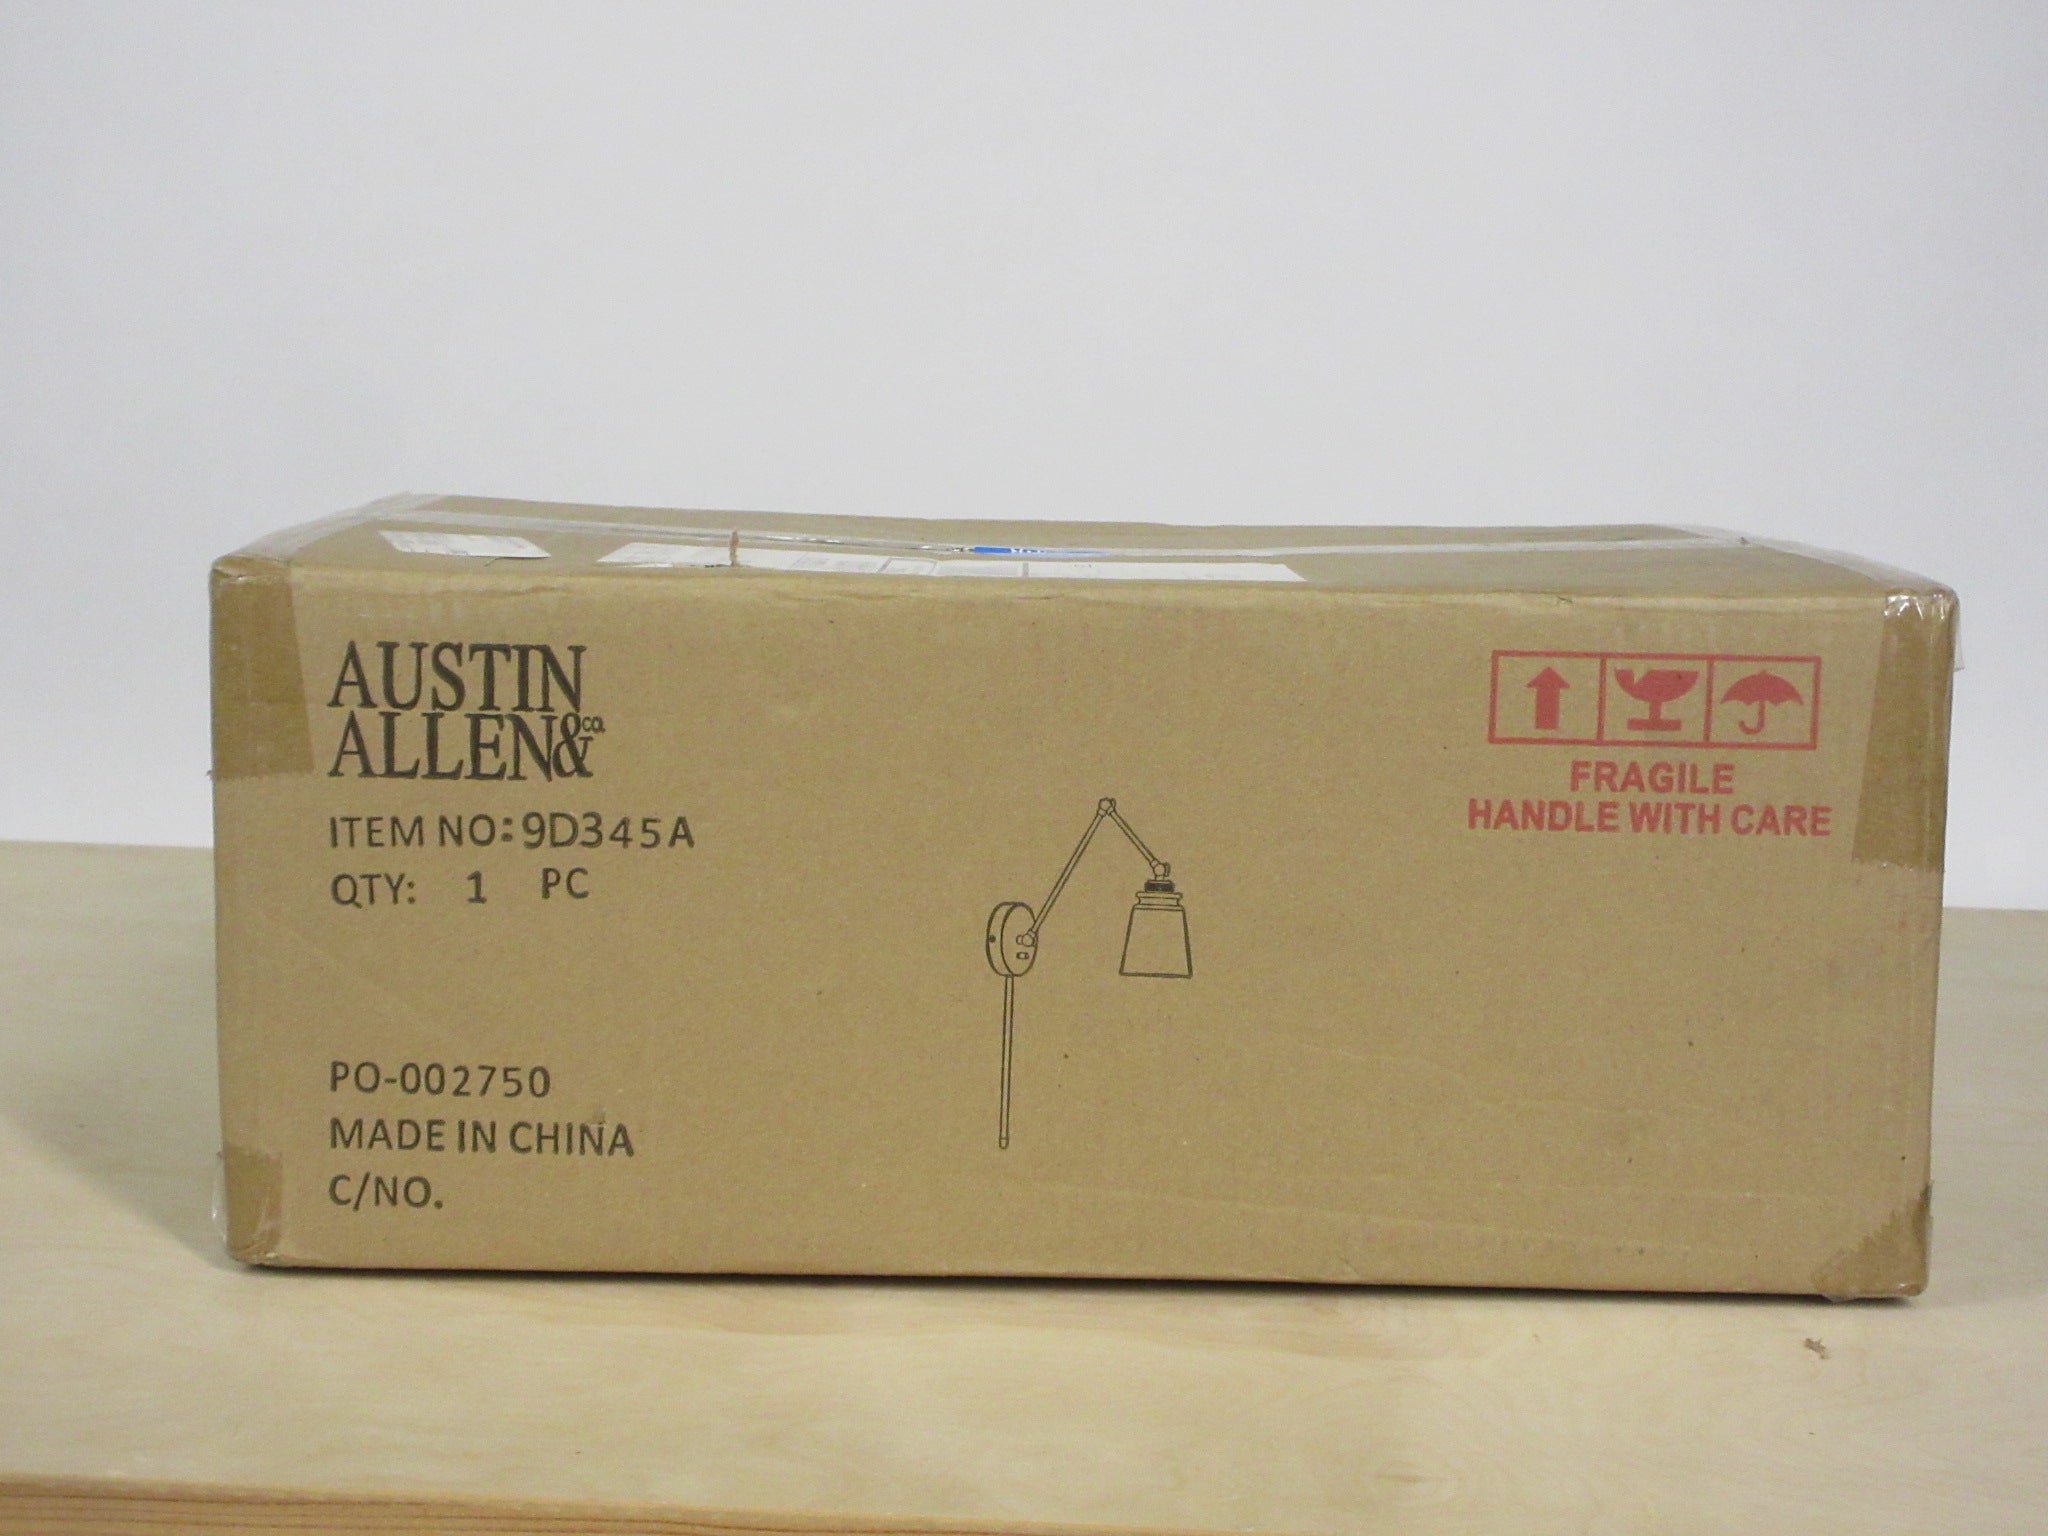 AUSTIN
ALLEN& CO.
ITEM NO: 9D345A
QTY: 1 PC
PO-002750
MADE IN CHINA
C/NO.
FRAGILE
HANDLE WITH CARE